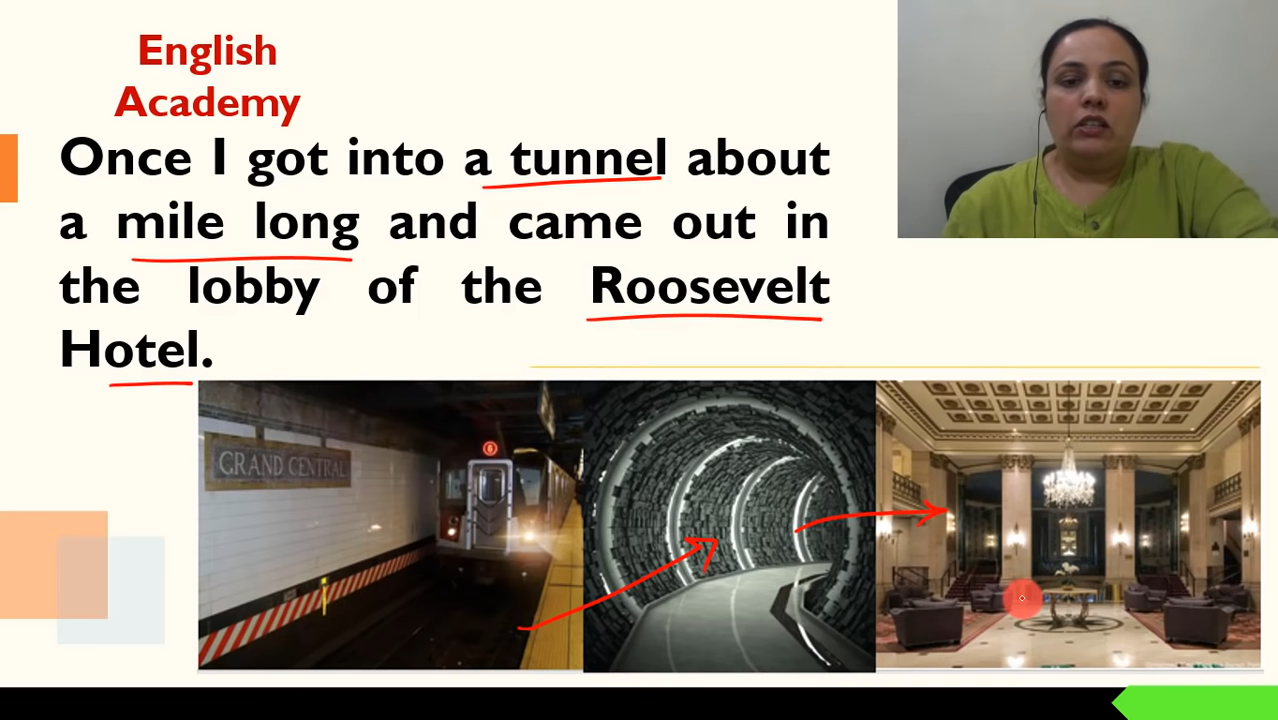 English
Academy
Once I got into a tunnel about
a mile long and came out in
the lobby of the Roosevelt
Hotel.
GRAND CENTRAL
6